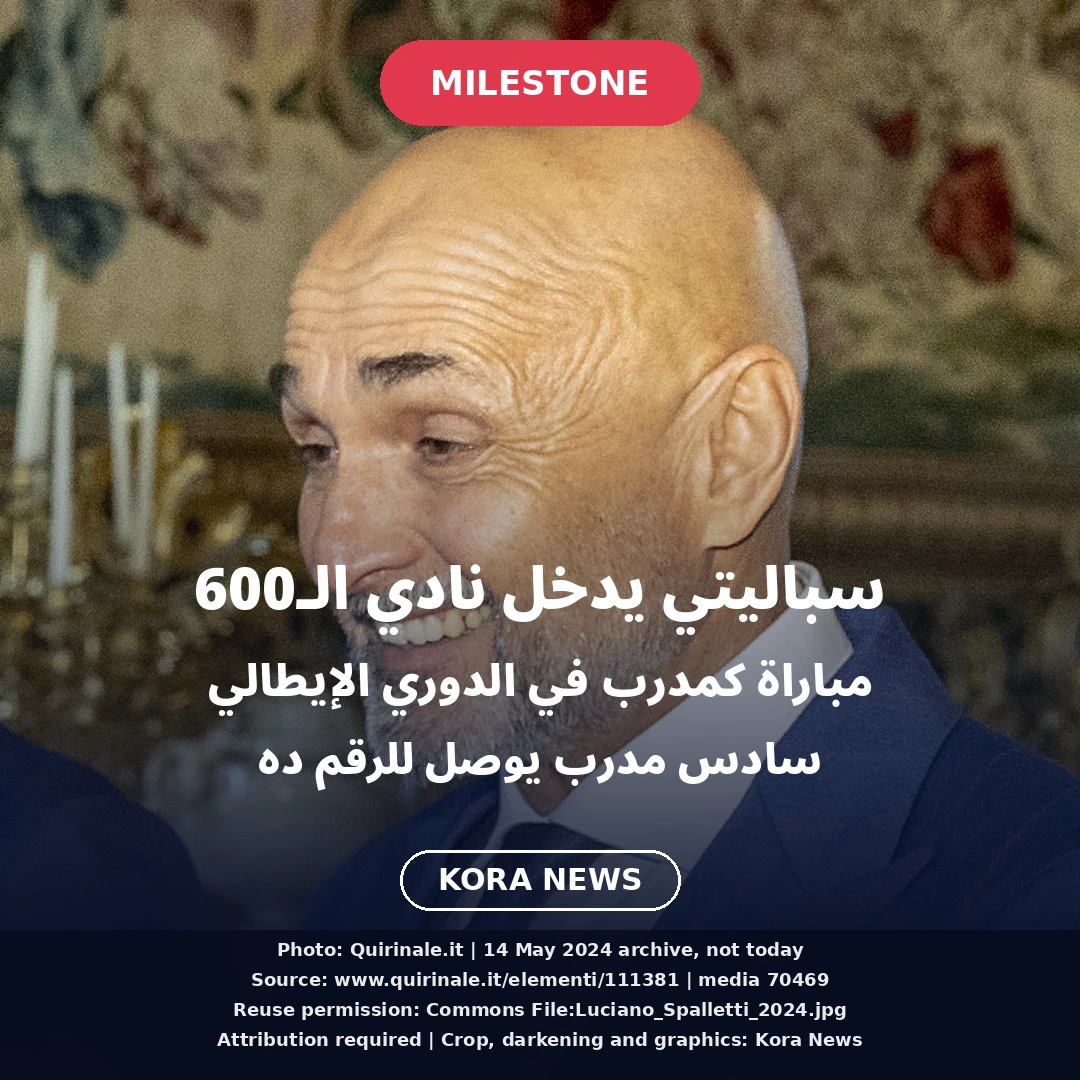 MILESTONE
سباليتي يدخل نادي الـ600
مباراة كمدرب في الدوري الإيطالي
سادس مدرب يوصل للرقم ده
KORA NEWS
Photo: Quirinale.it | 14 May 2024 archive, not today
Source: www.quirinale.it/elementi/111381 | media 70469
Reuse permission: Commons File:Luciano_Spalletti_2024.jpg
Attribution required | Crop, darkening and graphics: Kora News